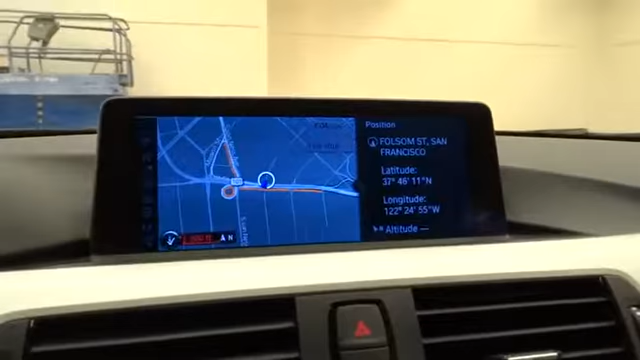 Position
FOLSOM ST, SAN
FRANCISCO
Latitude:
37° 46' 11"N
Longitude:
122° 24' 55"W
Altitude: —
N